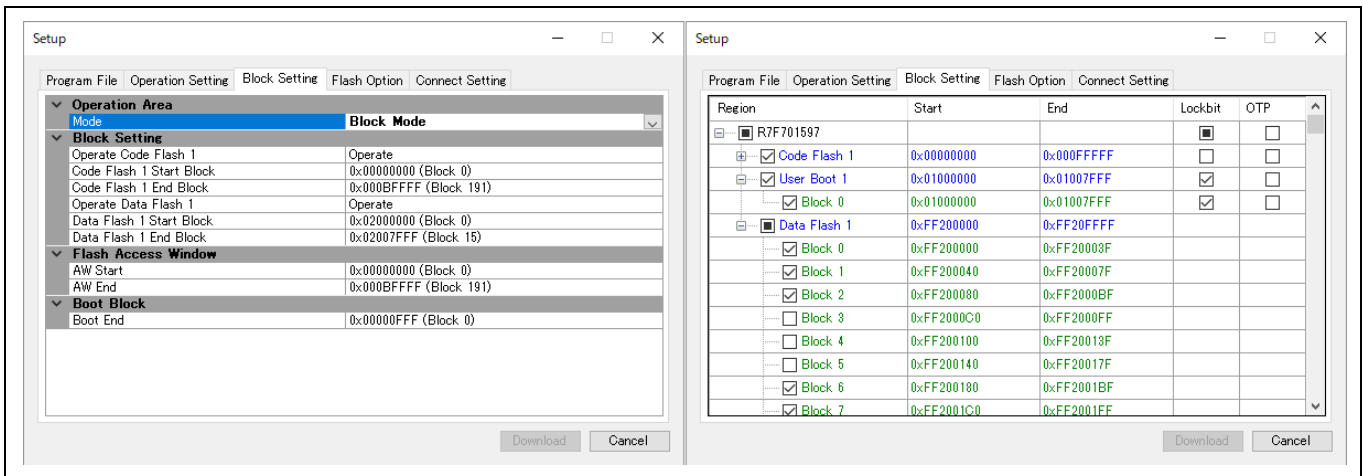 Setup
Program File Operation Setting Block Setting Flash Option Connect Setting
Operation Area
Mode Block Mode
Block Setting
Operate Code Flash 1 Operate
Code Flash 1 Start Block 0x00000000 (Block 0)
Code Flash 1 End Block 0x000BFFFF (Block 191)
Operate Data Flash 1 Operate
Data Flash 1 Start Block 0x02000000 (Block 0)
Data Flash 1 End Block 0x02007FFF (Block 15)
Flash Access Window
AW Start 0x00000000 (Block 0)
AW End 0x000BFFFF (Block 191)
Boot Block
Boot End 0x00000FFF (Block 0)
Download Cancel
Setup
Program File Operation Setting Block Setting Flash Option Connect Setting
Region Start End Lockbit OTP
R7F701597
Code Flash 1 0x00000000 0x000FFFFF
User Boot 1 0x01000000 0x01007FFF
Block 0 0x01000000 0x01007FFF
Data Flash 1 0xFF200000 0xFF20FFFF
Block 0 0xFF200000 0xFF20003F
Block 1 0xFF200040 0xFF20007F
Block 2 0xFF200080 0xFF2000BF
Block 3 0xFF2000C0 0xFF2000FF
Block 4 0xFF200100 0xFF20013F
Block 5 0xFF200140 0xFF20017F
Block 6 0xFF200180 0xFF2001BF
Block 7 0xFF2001C0 0xFF2001FF
Download Cancel